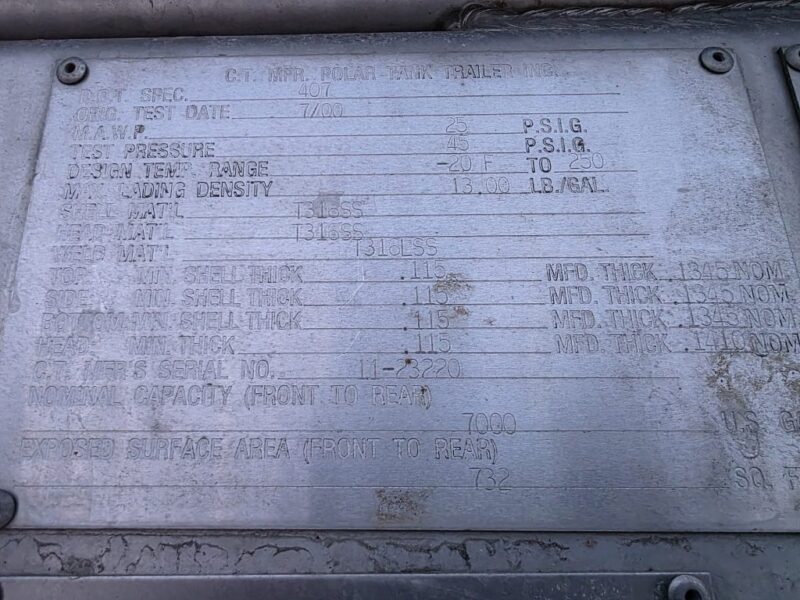 C.T. MFR. POLAR TANK TRAILER INC.
D.O.T. SPEC. 407
ORIG. TEST DATE 7/00
M.A.W.P. 25 P.S.I.G.
TEST PRESSURE 45 P.S.I.G.
DESIGN TEMP. RANGE -20 F TO 250
MAX. LADING DENSITY 13.00 LB./GAL.
SHELL MAT'L T316SS
HEAD MAT'L T316SS
WELD MAT'L T316LSS
TOP MIN. SHELL THICK .115 MFD. THICK .1345 NOM.
SIDE MIN. SHELL THICK .115 MFD. THICK .1345 NOM.
BOTTOM MIN. SHELL THICK .115 MFD. THICK .1345 NOM
HEAD MIN. THICK .115 MFD. THICK .1410 NOM
C.T. MFR'S SERIAL NO. 11-23220
NOMINAL CAPACITY (FRONT TO REAR)
7000 U.S. G
EXPOSED SURFACE AREA (FRONT TO REAR)
732 SQ. F